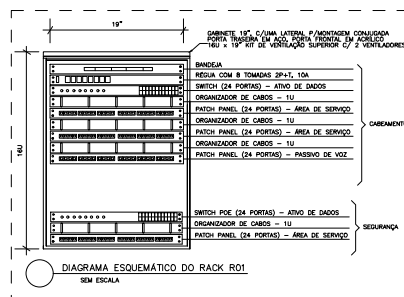 19"
GABINETE 19", C/UMA LATERAL P/MONTAGEM CONJUGADA
PORTA TRASEIRA EM AÇO, PORTA FRONTAL EM ACRÍLICO
16U x 19" KIT DE VENTILAÇÃO SUPERIOR C/ 2 VENTILADORES
BANDEJA
RÉGUA COM 8 TOMADAS 2P+T, 10A
SWITCH (24 PORTAS) - ATIVO DE DADOS
ORGANIZADOR DE CABOS - 1U
PATCH PANEL (24 PORTAS) - ÁREA DE SERVIÇO
ORGANIZADOR DE CABOS - 1U
PATCH PANEL (24 PORTAS) - ÁREA DE SERVIÇO
ORGANIZADOR DE CABOS - 1U
PATCH PANEL (24 PORTAS) - PASSIVO DE VOZ
CABEAMENTO
16U
SWITCH POE (24 PORTAS) - ATIVO DE DADOS
ORGANIZADOR DE CABOS - 1U
PATCH PANEL (24 PORTAS) - ÁREA DE SERVIÇO
SEGURANÇA
DIAGRAMA ESQUEMÁTICO DO RACK R01
SEM ESCALA